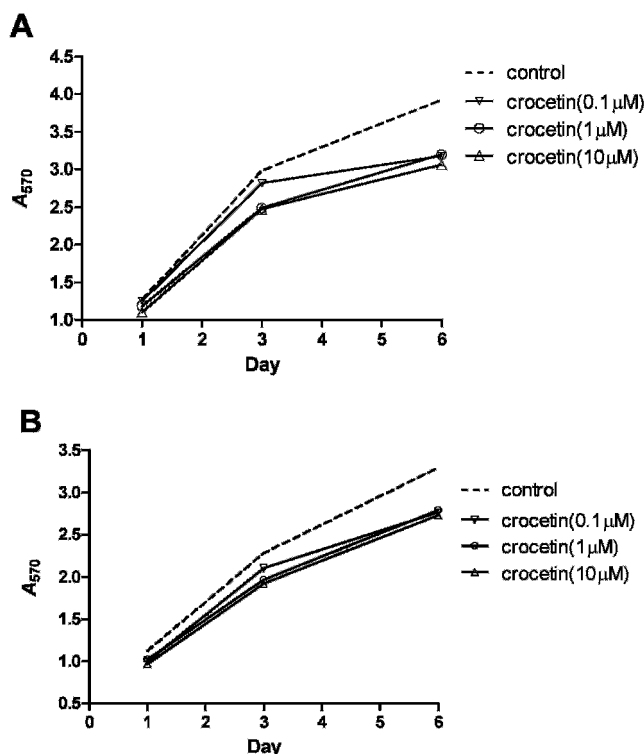 A
4.5
4.0
3.5
3.0
2.5
2.0
1.5
1.0
A570
0 1 2 3 4 5 6
Day
control
crocetin(0.1μM)
crocetin(1μM)
crocetin(10μM)
B
3.5
3.0
2.5
2.0
1.5
1.0
0.5
A570
0 1 2 3 4 5 6
Day
control
crocetin(0.1μM)
crocetin(1μM)
crocetin(10μM)